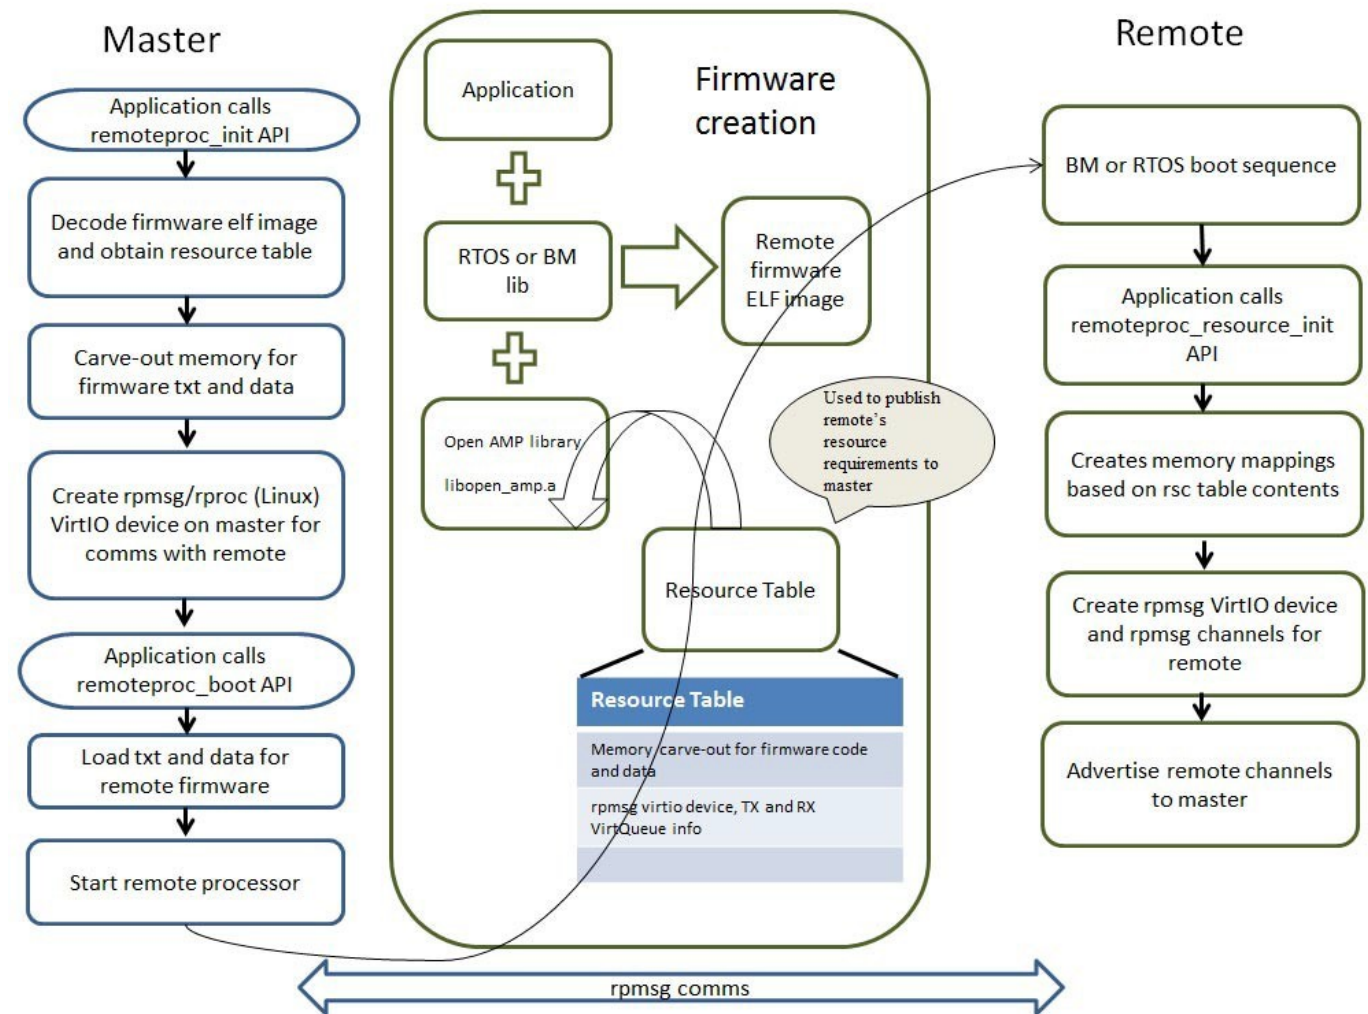 Master
Application calls
remoteproc_init API
Decode firmware elf image
and obtain resource table
Carve-out memory for
firmware txt and data
Create rpmsg/rproc (Linux)
VirtIO device on master for
comms with remote
Application calls
remoteproc_boot API
Load txt and data for
remote firmware
Start remote processor
Firmware
creation
Application
RTOS or BM
lib
Remote
firmware
ELF image
Open AMP library
libopen_amp.a
Used to publish
remote's
resource
requirements to
master
Resource Table
Resource Table
Memory carve-out for firmware code
and data
rpmsg virtio device, TX and RX
VirtQueue info
Remote
BM or RTOS boot sequence
Application calls
remoteproc_resource_init
API
Creates memory mappings
based on rsc table contents
Create rpmsg VirtIO device
and rpmsg channels for
remote
Advertise remote channels
to master
rpmsg comms